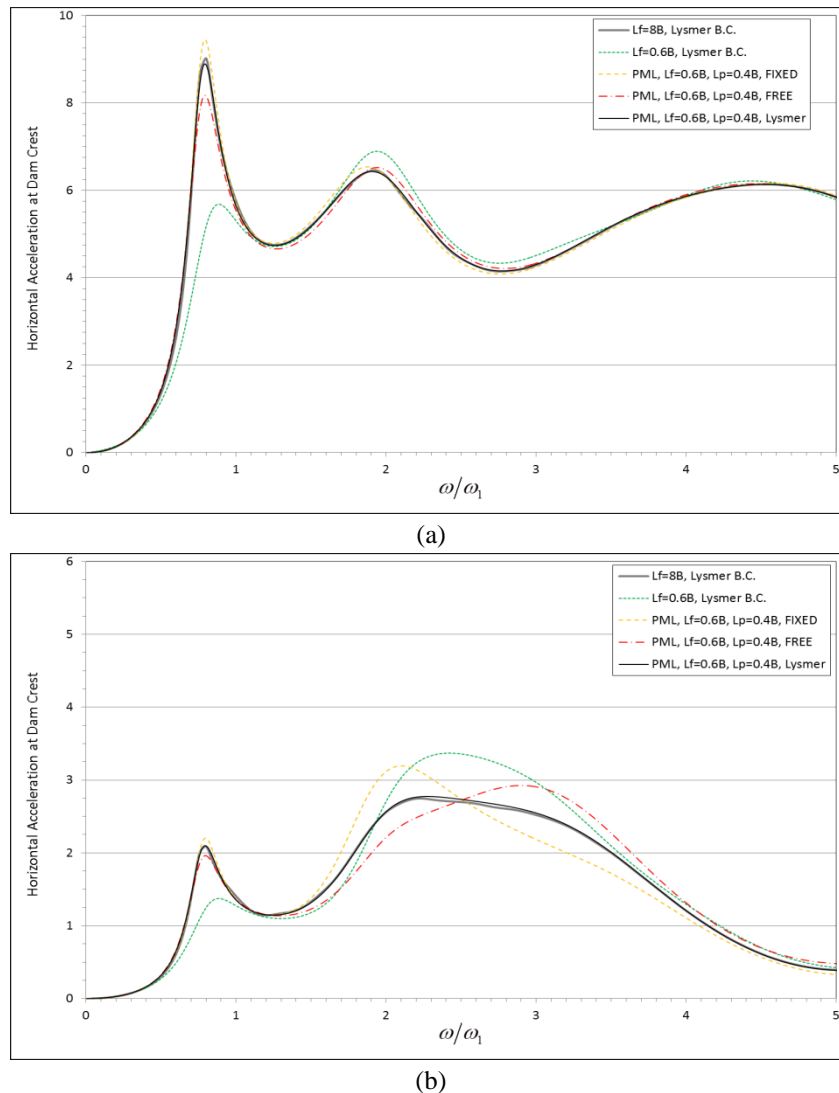 10
8
6
4
2
0
0
1
2
3
4
5
Horizontal Acceleration at Dam Crest
ω/ω₁
Lf=8B, Lysmer B.C.
Lf=0.6B, Lysmer B.C.
PML, Lf=0.6B, Lp=0.4B, FIXED
PML, Lf=0.6B, Lp=0.4B, FREE
PML, Lf=0.6B, Lp=0.4B, Lysmer
(a)
6
5
4
3
2
1
0
0
1
2
3
4
5
Horizontal Acceleration at Dam Crest
ω/ω₁
Lf=8B, Lysmer B.C.
Lf=0.6B, Lysmer B.C.
PML, Lf=0.6B, Lp=0.4B, FIXED
PML, Lf=0.6B, Lp=0.4B, FREE
PML, Lf=0.6B, Lp=0.4B, Lysmer
(b)